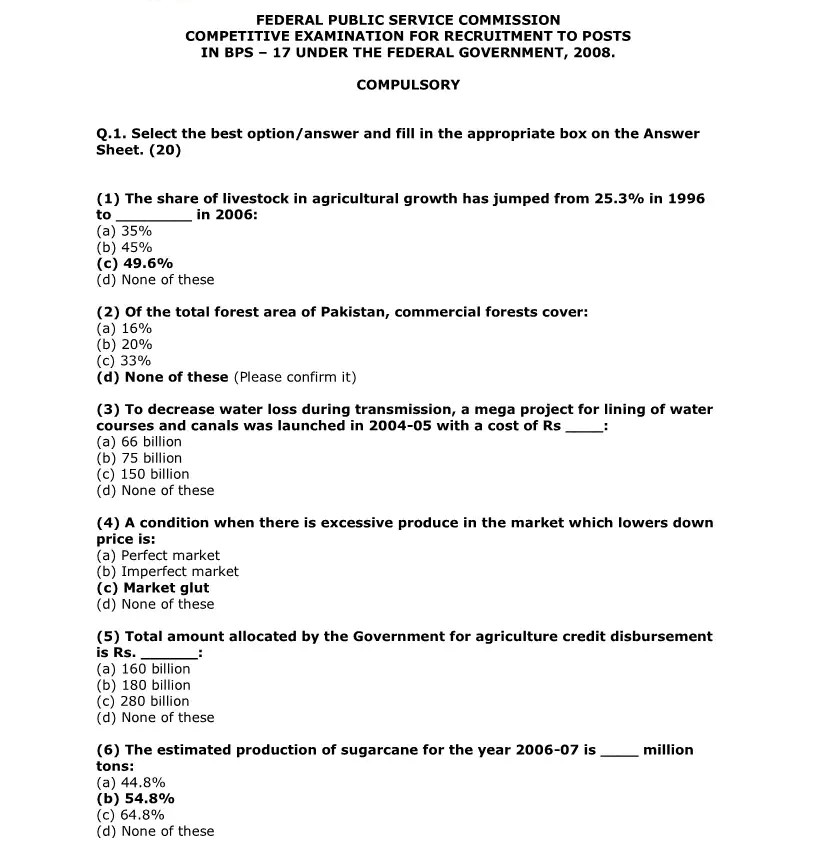 FEDERAL PUBLIC SERVICE COMMISSION
COMPETITIVE EXAMINATION FOR RECRUITMENT TO POSTS
IN BPS – 17 UNDER THE FEDERAL GOVERNMENT, 2008.
COMPULSORY
Q.1. Select the best option/answer and fill in the appropriate box on the Answer
Sheet. (20)
(1) The share of livestock in agricultural growth has jumped from 25.3% in 1996
to ________ in 2006:
(a) 35%
(b) 45%
(c) 49.6%
(d) None of these
(2) Of the total forest area of Pakistan, commercial forests cover:
(a) 16%
(b) 20%
(c) 33%
(d) None of these (Please confirm it)
(3) To decrease water loss during transmission, a mega project for lining of water
courses and canals was launched in 2004-05 with a cost of Rs ____:
(a) 66 billion
(b) 75 billion
(c) 150 billion
(d) None of these
(4) A condition when there is excessive produce in the market which lowers down
price is:
(a) Perfect market
(b) Imperfect market
(c) Market glut
(d) None of these
(5) Total amount allocated by the Government for agriculture credit disbursement
is Rs. ______:
(a) 160 billion
(b) 180 billion
(c) 280 billion
(d) None of these
(6) The estimated production of sugarcane for the year 2006-07 is ____ million
tons:
(a) 44.8%
(b) 54.8%
(c) 64.8%
(d) None of these